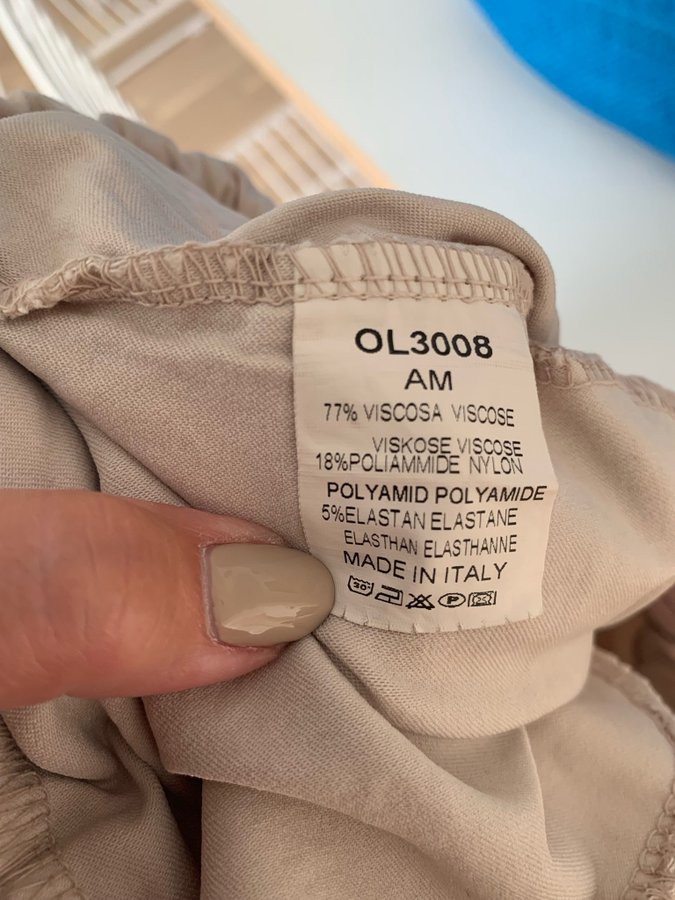 OL3008
AM
77% VISCOSA VISCOSE
VISKOSE VISCOSE
18%POLIAMMIDE NYLON
POLYAMID POLYAMIDE
5%ELASTAN ELASTANE
ELASTHAN ELASTHANNE
MADE IN ITALY
30° P